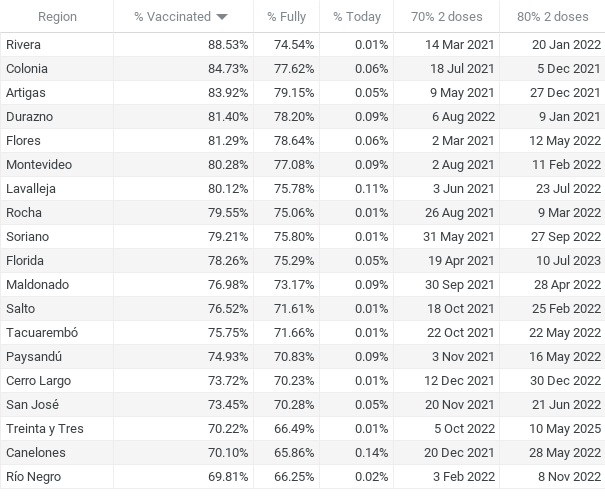 Region % Vaccinated % Fully % Today 70% 2 doses 80% 2 doses
Rivera 88.53% 74.54% 0.01% 14 Mar 2021 20 Jan 2022
Colonia 84.73% 77.62% 0.06% 18 Jul 2021 5 Dec 2021
Artigas 83.92% 79.15% 0.05% 9 May 2021 27 Dec 2021
Durazno 81.40% 78.20% 0.09% 6 Aug 2022 9 Jan 2021
Flores 81.29% 78.64% 0.06% 2 Mar 2021 12 May 2022
Montevideo 80.28% 77.08% 0.09% 2 Aug 2021 11 Feb 2022
Lavalleja 80.12% 75.78% 0.11% 3 Jun 2021 23 Jul 2022
Rocha 79.55% 75.06% 0.01% 26 Aug 2021 9 Mar 2022
Soriano 79.21% 75.80% 0.01% 31 May 2021 27 Sep 2022
Florida 78.26% 75.29% 0.05% 19 Apr 2021 10 Jul 2023
Maldonado 76.98% 73.17% 0.09% 30 Sep 2021 28 Apr 2022
Salto 76.52% 71.61% 0.01% 18 Oct 2021 25 Feb 2022
Tacuarembó 75.75% 71.66% 0.01% 22 Oct 2021 22 May 2022
Paysandú 74.93% 70.83% 0.09% 3 Nov 2021 16 May 2022
Cerro Largo 73.72% 70.23% 0.01% 12 Dec 2021 30 Dec 2022
San José 73.45% 70.28% 0.05% 20 Nov 2021 21 Jun 2022
Treinta y Tres 70.22% 66.49% 0.01% 5 Oct 2022 10 May 2025
Canelones 70.10% 65.86% 0.14% 20 Dec 2021 28 May 2022
Río Negro 69.81% 66.25% 0.02% 3 Feb 2022 8 Nov 2022